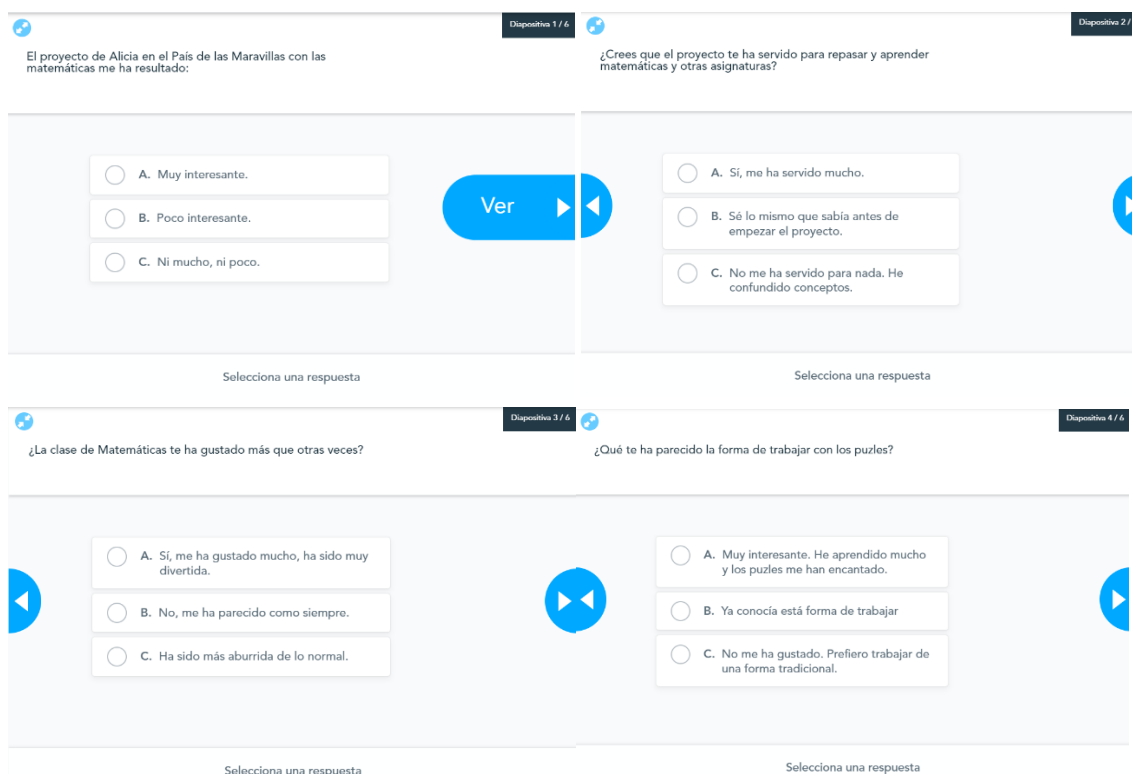 Diapositiva 1 / 6
El proyecto de Alicia en el País de las Maravillas con las
matemáticas me ha resultado:
A. Muy interesante.
B. Poco interesante.
C. Ni mucho, ni poco.
Ver
Selecciona una respuesta
Diapositiva 2 /
¿Crees que el proyecto te ha servido para repasar y aprender
matemáticas y otras asignaturas?
A. Sí, me ha servido mucho.
B. Sé lo mismo que sabía antes de
empezar el proyecto.
C. No me ha servido para nada. He
confundido conceptos.
Selecciona una respuesta
Diapositiva 3 / 6
¿La clase de Matemáticas te ha gustado más que otras veces?
A. Sí, me ha gustado mucho, ha sido muy
divertida.
B. No, me ha parecido como siempre.
C. Ha sido más aburrida de lo normal.
Selecciona una respuesta
Diapositiva 4 / 6
¿Qué te ha parecido la forma de trabajar con los puzles?
A. Muy interesante. He aprendido mucho
y los puzles me han encantado.
B. Ya conocía está forma de trabajar
C. No me ha gustado. Prefiero trabajar de
una forma tradicional.
Selecciona una respuesta